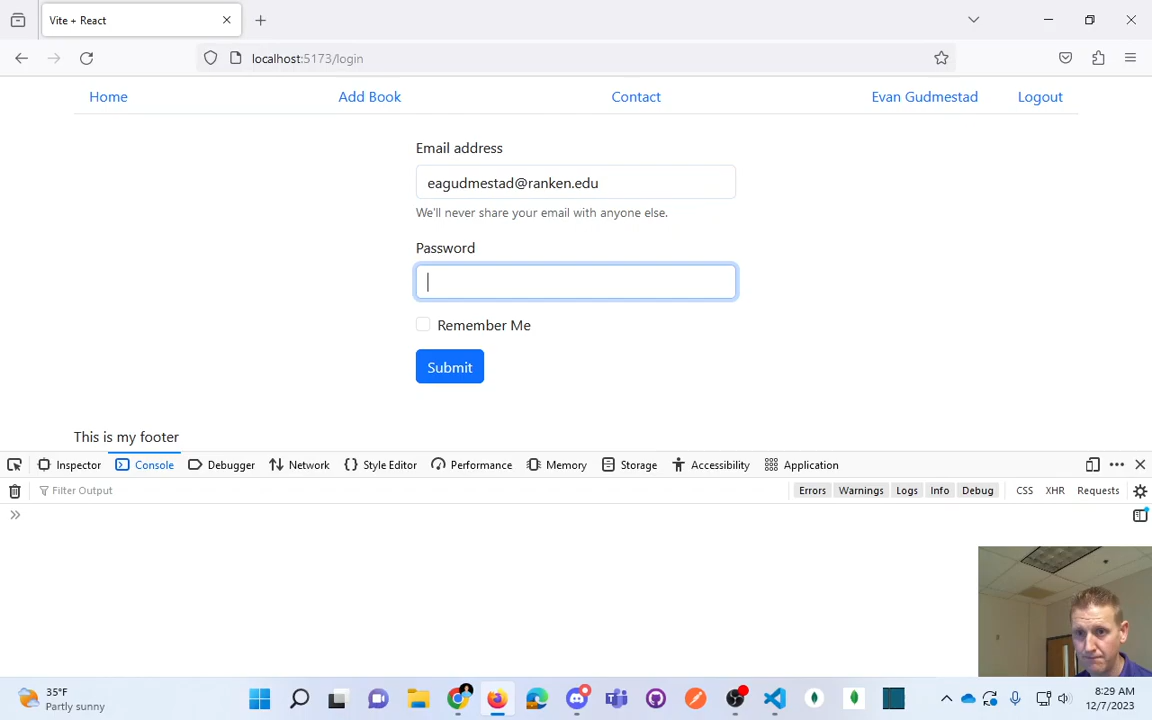 Vite + React
localhost:5173/login
Home Add Book Contact Evan Gudmestad Logout
Email address
eagudmestad@ranken.edu
We'll never share your email with anyone else.
Password
Remember Me
Submit
This is my footer
Inspector Console Debugger Network Style Editor Performance Memory Storage Accessibility Application
Filter Output Errors Warnings Logs Info Debug CSS XHR Requests
35°F
Partly sunny
8:29 AM
12/7/2023